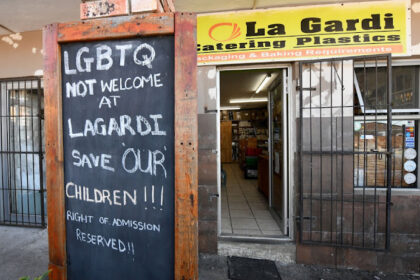 LGBTQ
NOT WELCOME
AT
LAGARDI
SAVE 'OUR'
CHILDREN!!!
RIGHT OF ADMISSION
RESERVED!!
La Gardi
Catering Plastics
Packaging & Baking Requirements